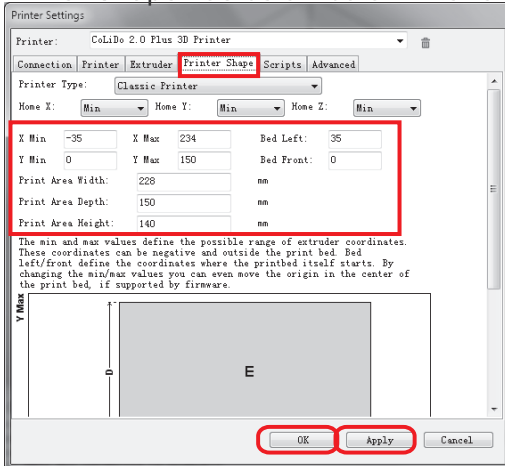 Printer Settings
Printer: CoLiDo 2.0 Plus 3D Printer
Connection Printer Extruder Printer Shape Scripts Advanced
Printer Type: Classic Printer
Home X: Min Home Y: Min Home Z: Min
X Min -35 X Max 234 Bed Left: 35
Y Min 0 Y Max 150 Bed Front: 0
Print Area Width: 228 mm
Print Area Depth: 150 mm
Print Area Height: 140 mm
The min and max values define the possible range of extruder coordinates.
These coordinates can be negative and outside the print bed. Bed
left/front define the coordinates where the printbed itself starts. By
changing the min/max values you can even move the origin in the center of
the print bed, if supported by firmware.
Y Max
D
E
OK Apply Cancel